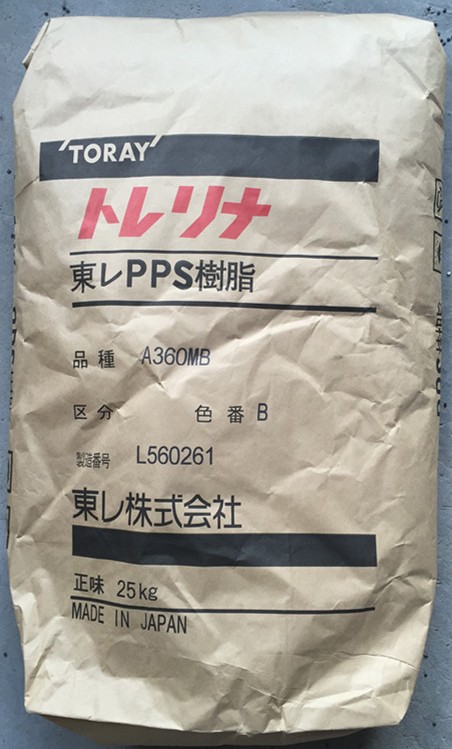 'TORAY'
トレリナ
東レPPS樹脂
品種 A360MB
区分 色番 B
製造番号 L560261
東レ株式会社
正味 25kg
MADE IN JAPAN